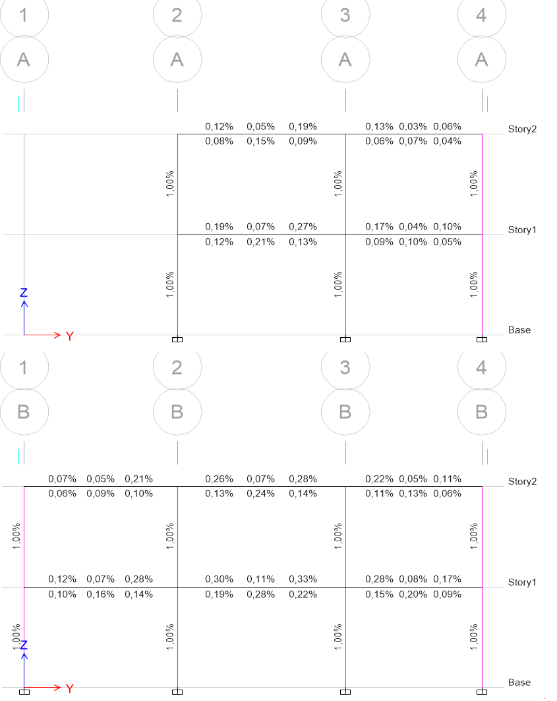 1 2 3 4
A A A A
0,12% 0,05% 0,19% 0,13% 0,03% 0,06% Story2
0,08% 0,15% 0,09% 0,06% 0,07% 0,04%
1,00% 1,00% 1,00%
0,19% 0,07% 0,27% 0,17% 0,04% 0,10% Story1
0,12% 0,21% 0,13% 0,09% 0,10% 0,05%
1,00% 1,00% 1,00%
Z
Y Base
1 2 3 4
B B B B
0,07% 0,05% 0,21% 0,26% 0,07% 0,28% 0,22% 0,05% 0,11% Story2
0,06% 0,09% 0,10% 0,13% 0,24% 0,14% 0,11% 0,13% 0,06%
1,00% 1,00% 1,00% 1,00%
0,12% 0,07% 0,28% 0,30% 0,11% 0,33% 0,28% 0,08% 0,17% Story1
0,10% 0,16% 0,14% 0,19% 0,28% 0,22% 0,15% 0,20% 0,09%
1,00% 1,00% 1,00% 1,00%
Z
Y Base